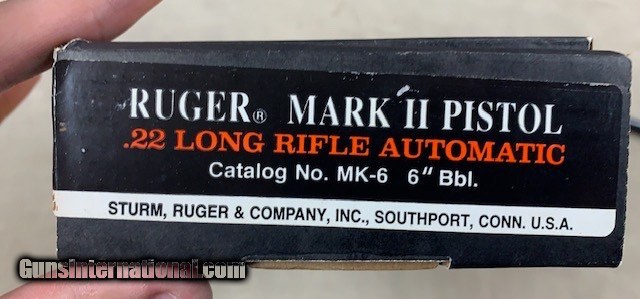 RUGER® MARK II PISTOL
.22 LONG RIFLE AUTOMATIC
Catalog No. MK-6 6" Bbl.
STURM, RUGER & COMPANY, INC., SOUTHPORT, CONN. U.S.A.
GunsInternational.com